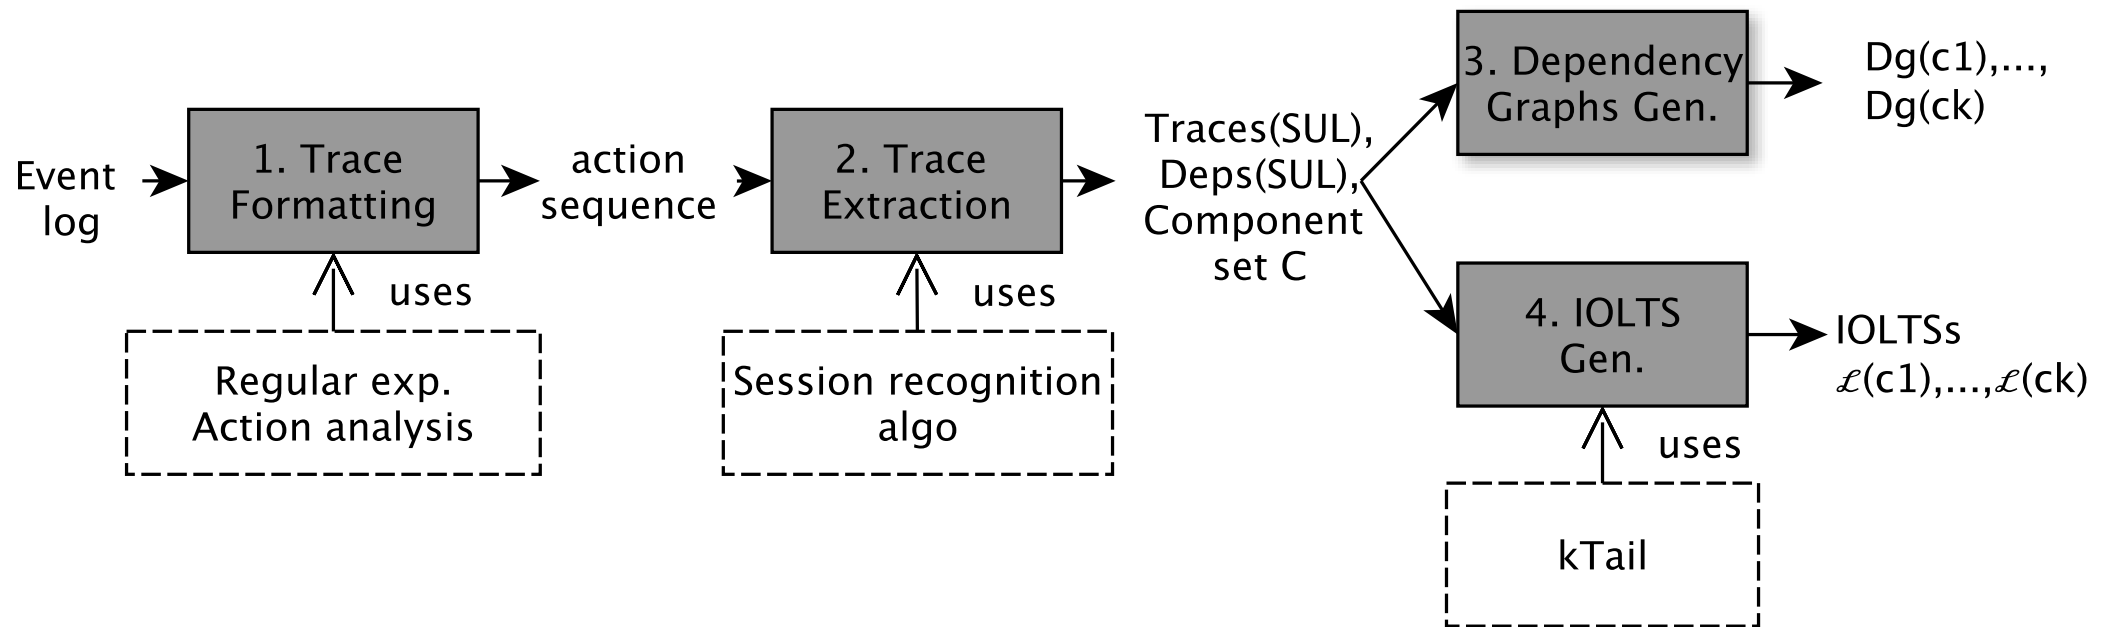 Event
log
1. Trace
Formatting
uses
Regular exp.
Action analysis
action
sequence
2. Trace
Extraction
uses
Session recognition
algo
Traces(SUL),
Deps(SUL),
Component
set C
3. Dependency
Graphs Gen.
Dg(c1),...,
Dg(ck)
4. IOLTS
Gen.
uses
kTail
IOLTSs
ℒ(c1),...,ℒ(ck)